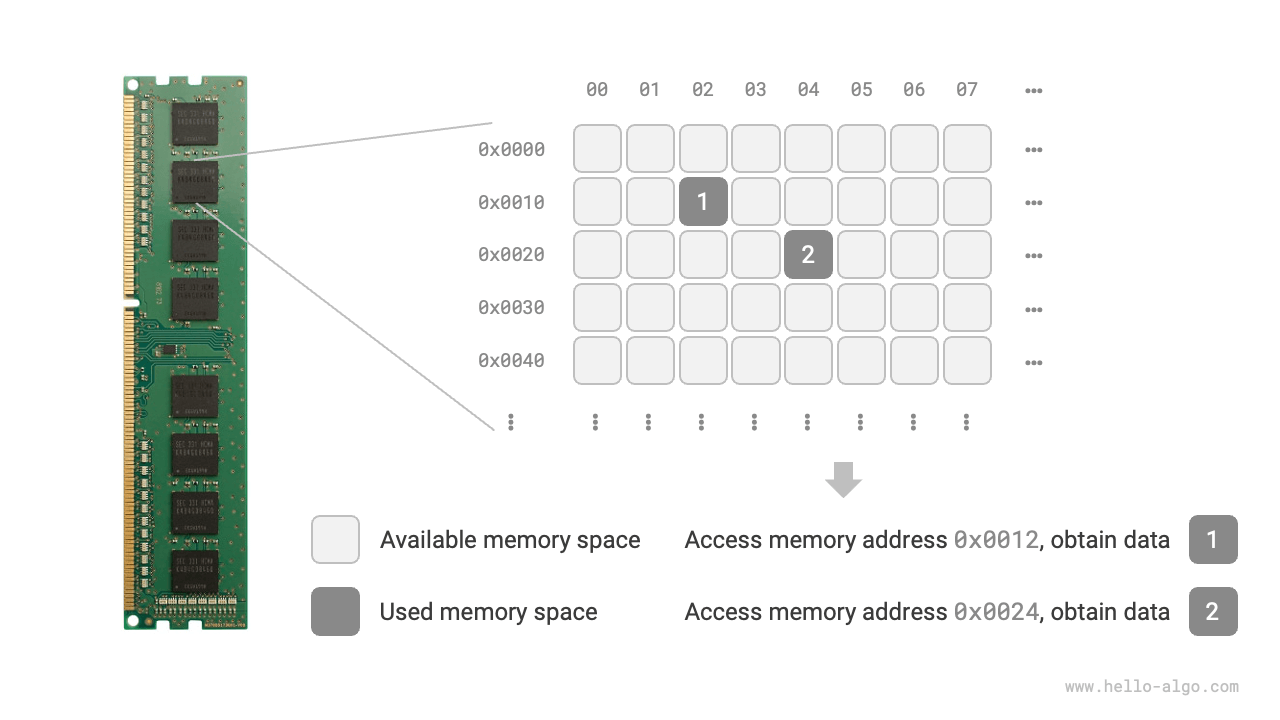 00 01 02 03 04 05 06 07 •••
0x0000 •••
0x0010 1 •••
0x0020 2 •••
0x0030 •••
0x0040 •••
Available memory space
Access memory address 0x0012, obtain data 1
Used memory space
Access memory address 0x0024, obtain data 2
www.hello-algo.com